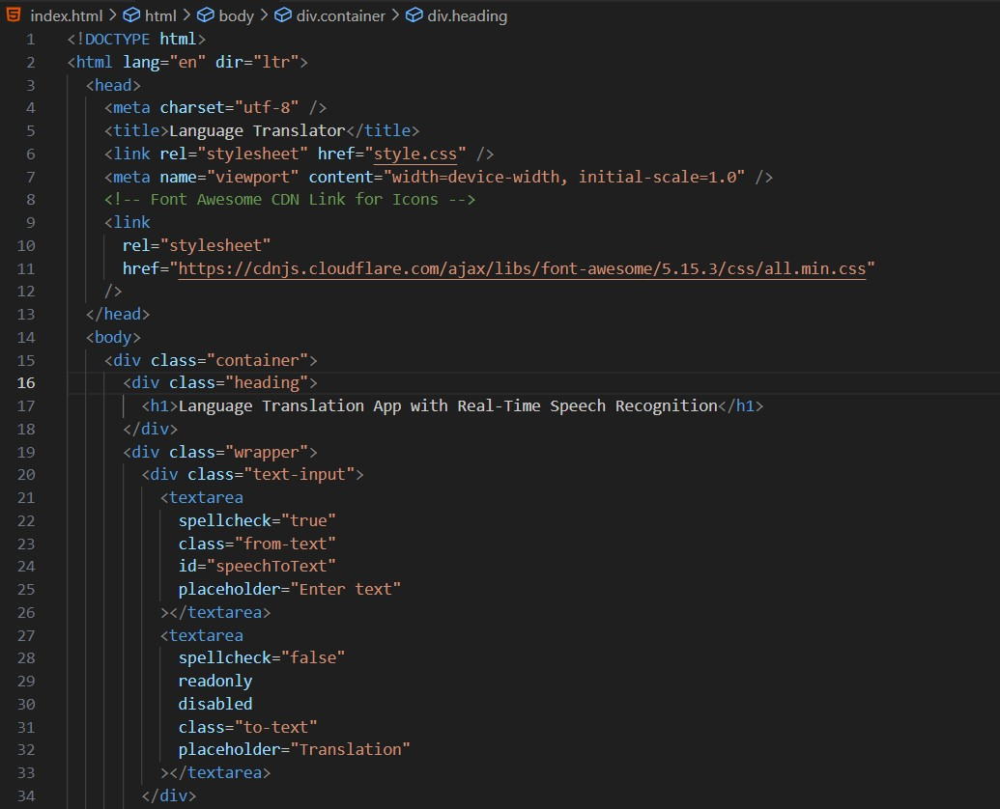 index.html > html > body > div.container > div.heading
1 <!DOCTYPE html>
2 <html lang="en" dir="ltr">
3 <head>
4 <meta charset="utf-8" />
5 <title>Language Translator</title>
6 <link rel="stylesheet" href="style.css" />
7 <meta name="viewport" content="width=device-width, initial-scale=1.0" />
8 <!-- Font Awesome CDN Link for Icons -->
9 <link
10 rel="stylesheet"
11 href="https://cdnjs.cloudflare.com/ajax/libs/font-awesome/5.15.3/css/all.min.css"
12 />
13 </head>
14 <body>
15 <div class="container">
16 <div class="heading">
17 <h1>Language Translation App with Real-Time Speech Recognition</h1>
18 </div>
19 <div class="wrapper">
20 <div class="text-input">
21 <textarea
22 spellcheck="true"
23 class="from-text"
24 id="speechToText"
25 placeholder="Enter text"
26 ></textarea>
27 <textarea
28 spellcheck="false"
29 readonly
30 disabled
31 class="to-text"
32 placeholder="Translation"
33 ></textarea>
34 </div>